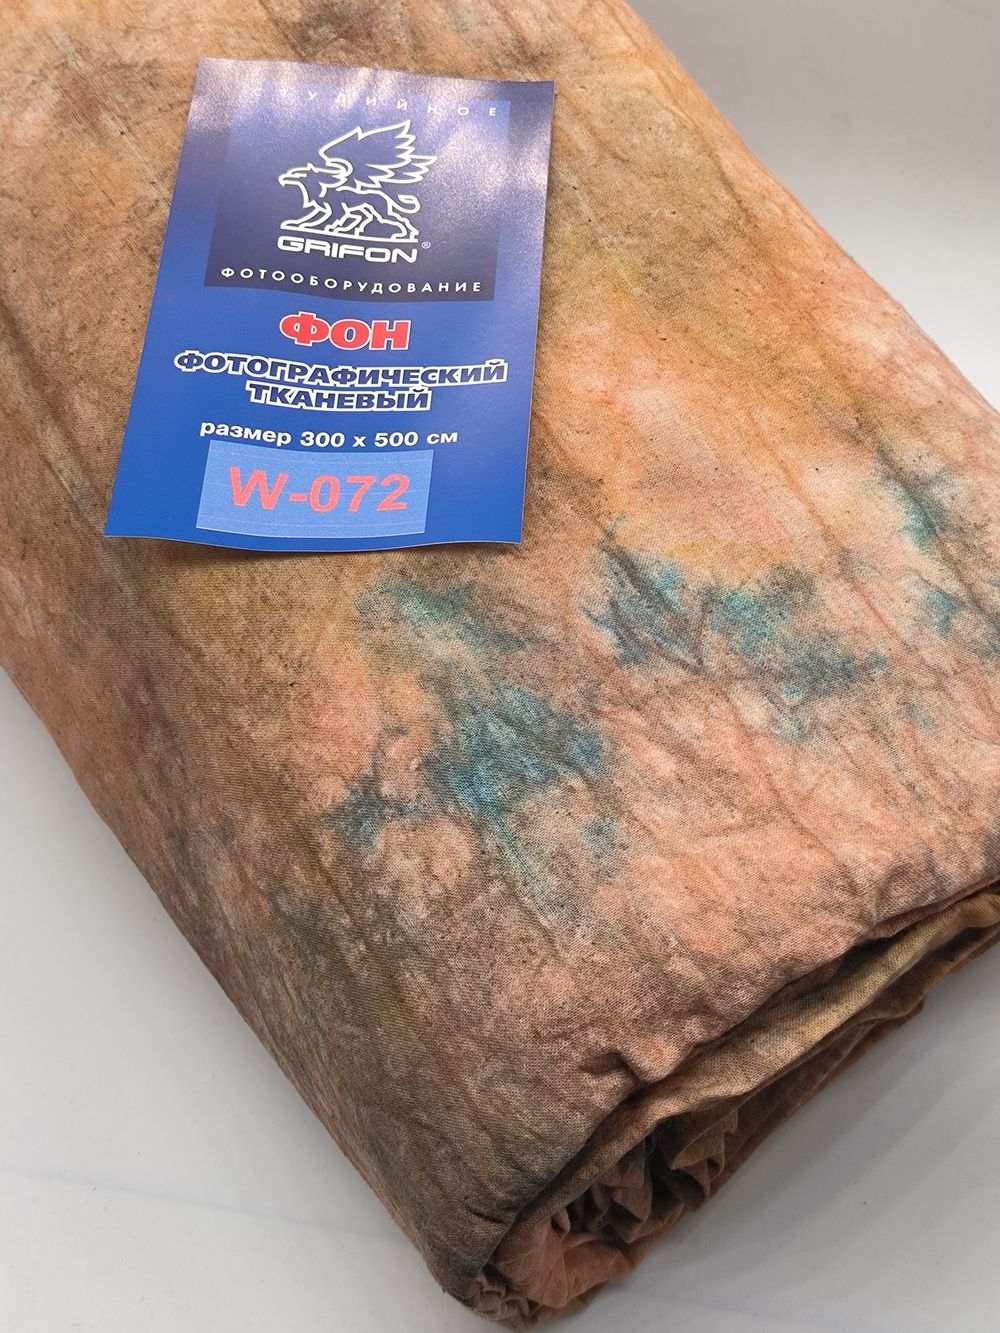 СТУДИЙНОЕ
GRIFON®
ФОТООБОРУДОВАНИЕ
ФОН
ФОТОГРАФИЧЕСКИЙ
ТКАНЕВЫЙ
размер 300 x 500 см
W-072